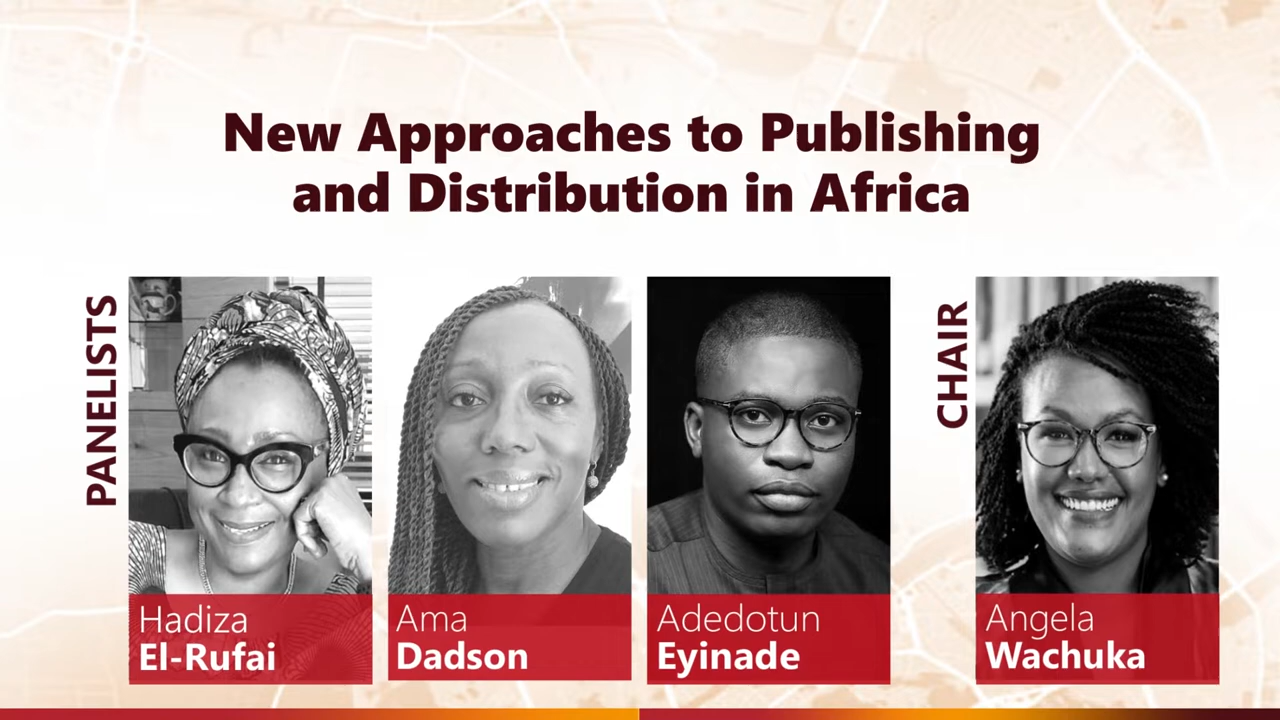 New Approaches to Publishing
and Distribution in Africa
PANELISTS
Hadiza
El-Rufai
Ama
Dadson
Adedotun
Eyinade
CHAIR
Angela
Wachuka